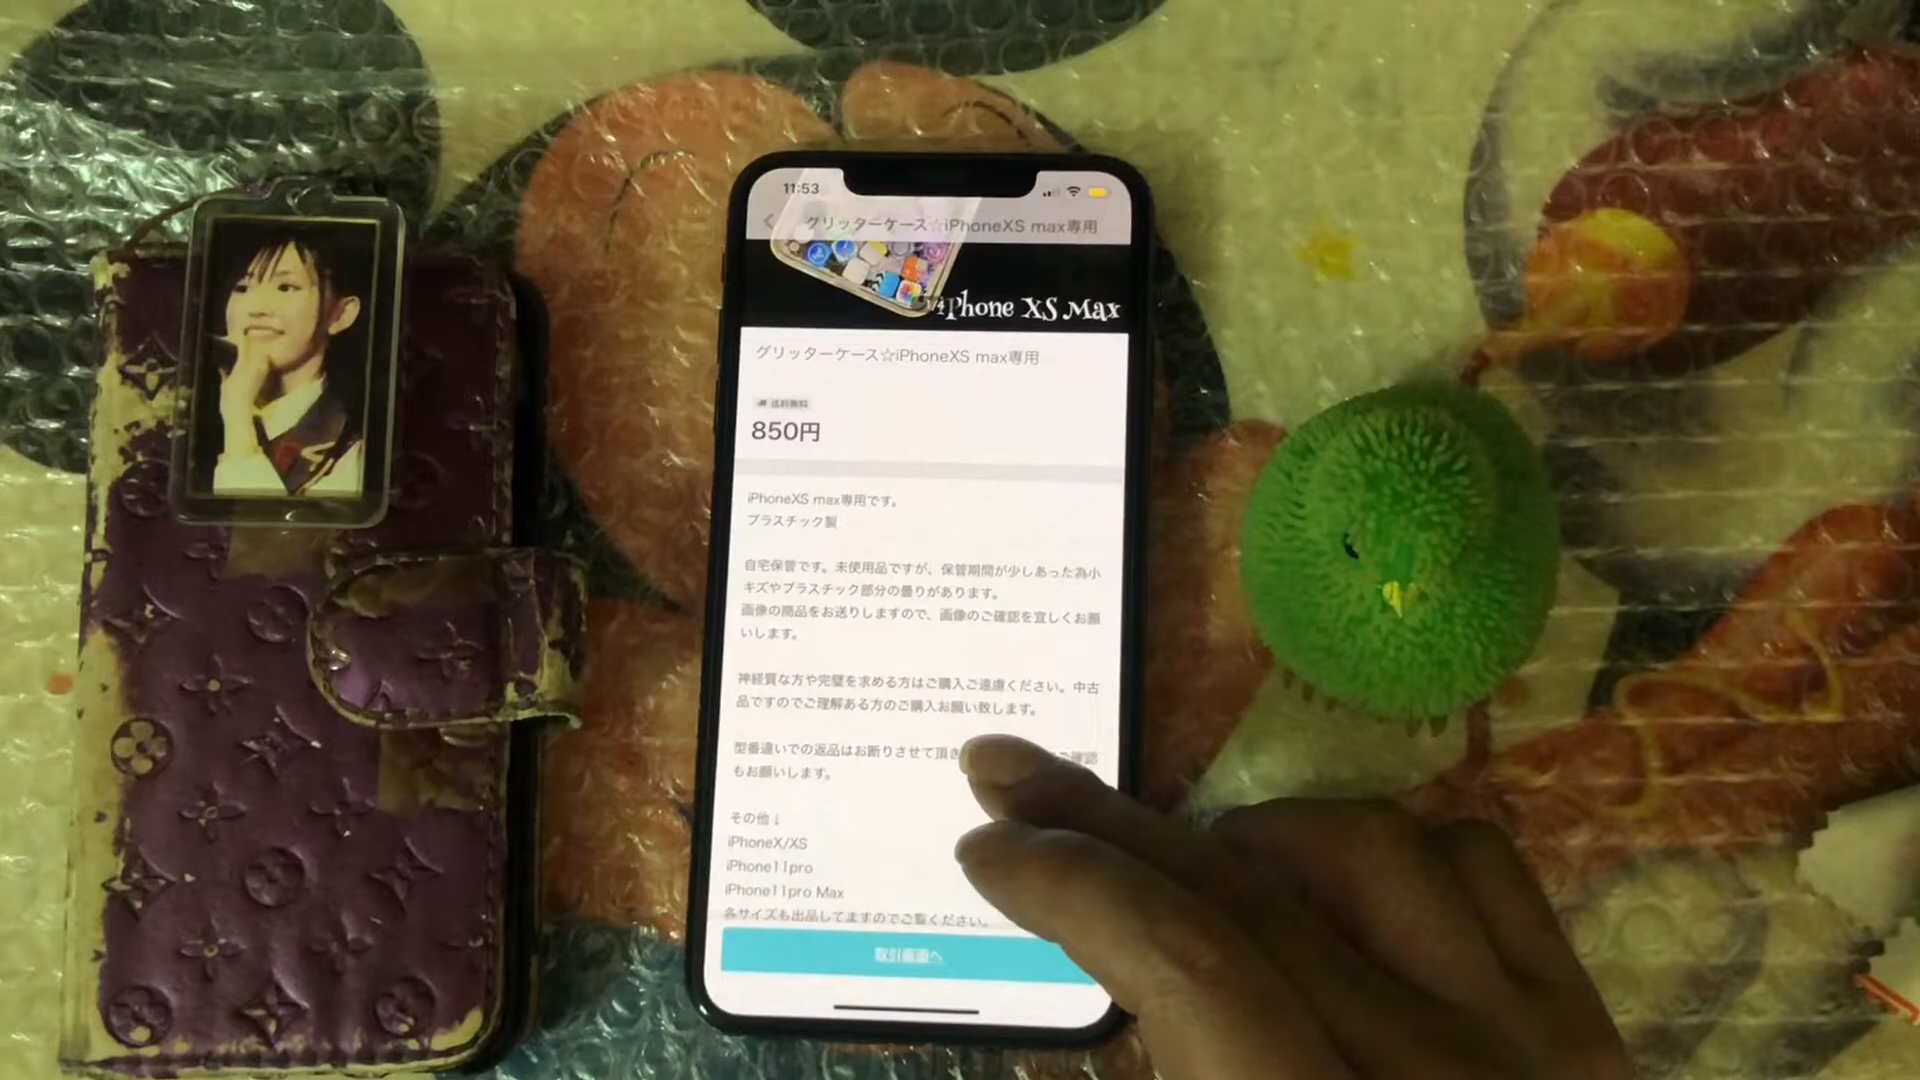 11:53
グリッターケース☆iPhoneXS max専用
1/4
iPhone XS Max
グリッターケース☆iPhoneXS max専用
送料無料
850円
iPhoneXS max専用です。
プラスチック製
自宅保管です。未使用品ですが、保管期間が少しあった為小
キズやプラスチック部分の曇りがあります。
画像の商品をお送りしますので、画像のご確認を宜しくお願
いします。
神経質な方や完璧を求める方はご購入ご遠慮ください。中古
品ですのでご理解ある方のご購入お願い致します。
型番違いでの返品はお断りさせて頂き ご確認
もお願いします。
その他↓
iPhoneX/XS
iPhone11pro
iPhone11pro Max
各サイズも出品してますのでご覧ください。
取引画面へ